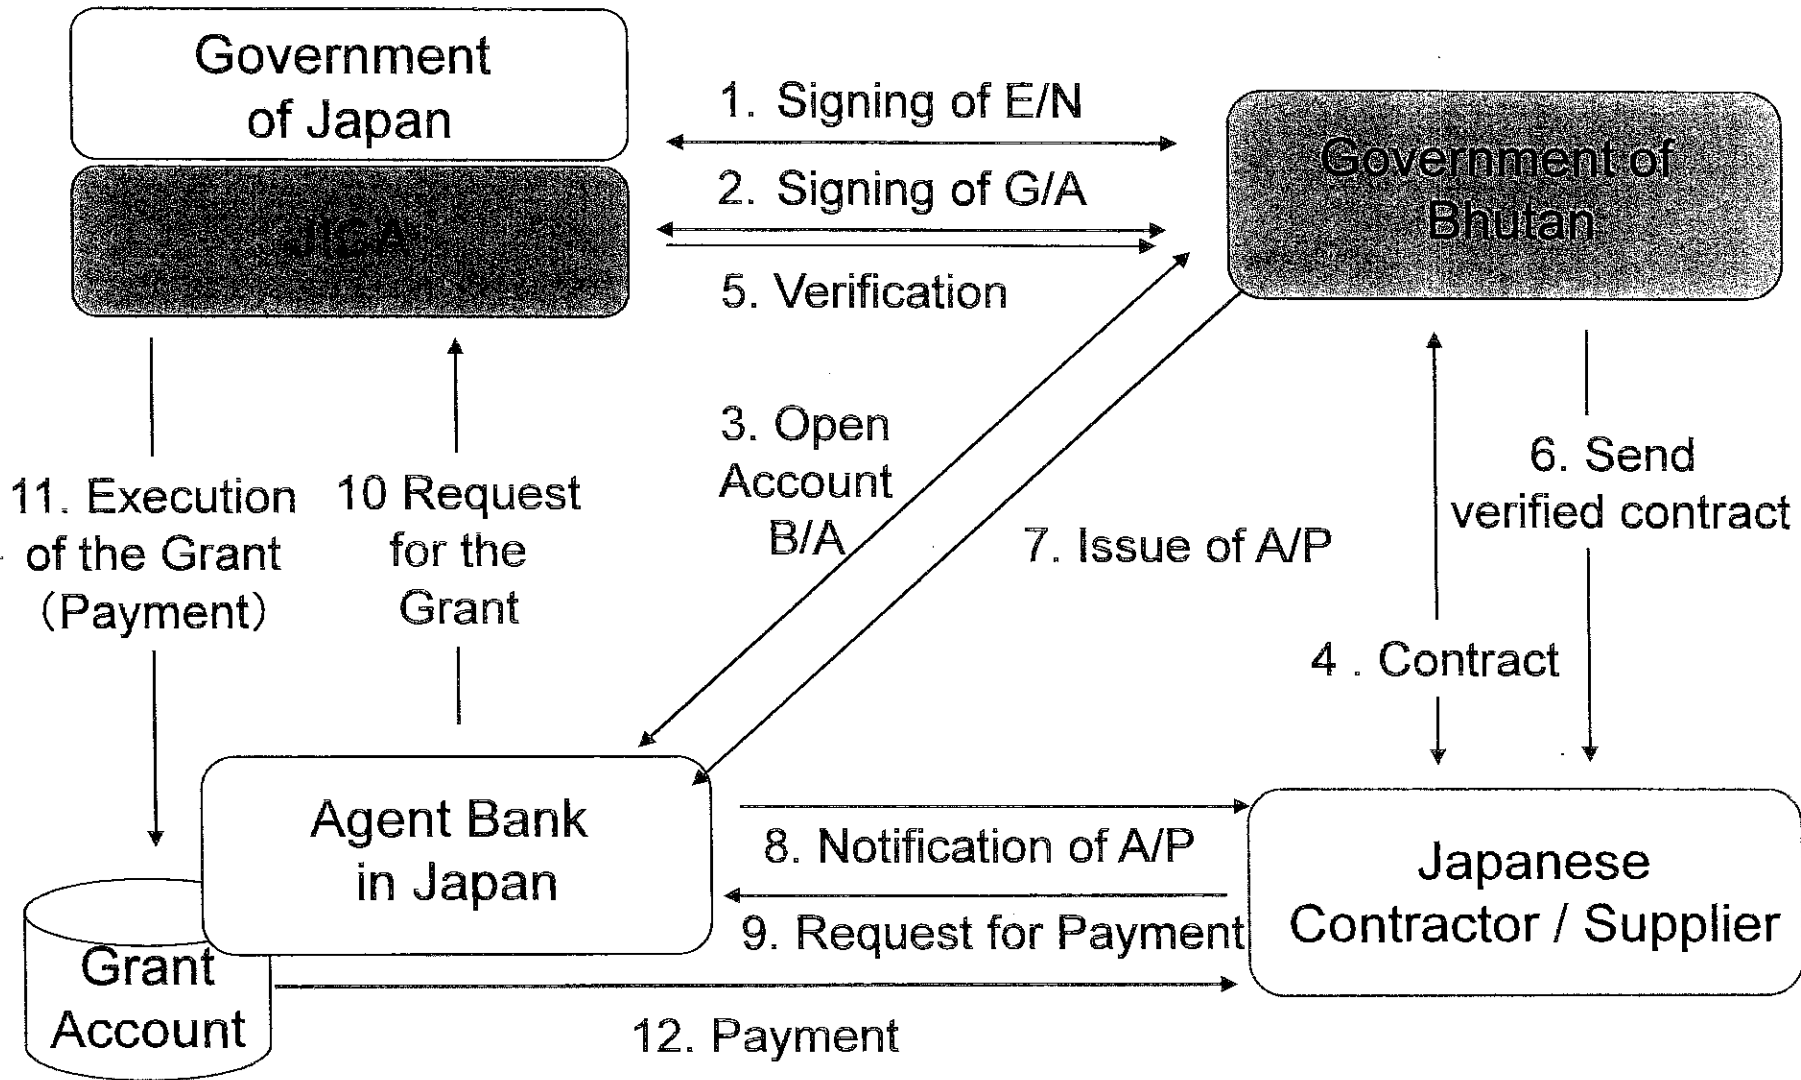 Government
of Japan
JICA
1. Signing of E/N
2. Signing of G/A
5. Verification
Government of
Bhutan
3. Open
Account
B/A
7. Issue of A/P
6. Send
verified contract
4 . Contract
11. Execution
of the Grant
（Payment）
10 Request
for the
Grant
Agent Bank
in Japan
8. Notification of A/P
9. Request for Payment
Japanese
Contractor / Supplier
Grant
Account
12. Payment